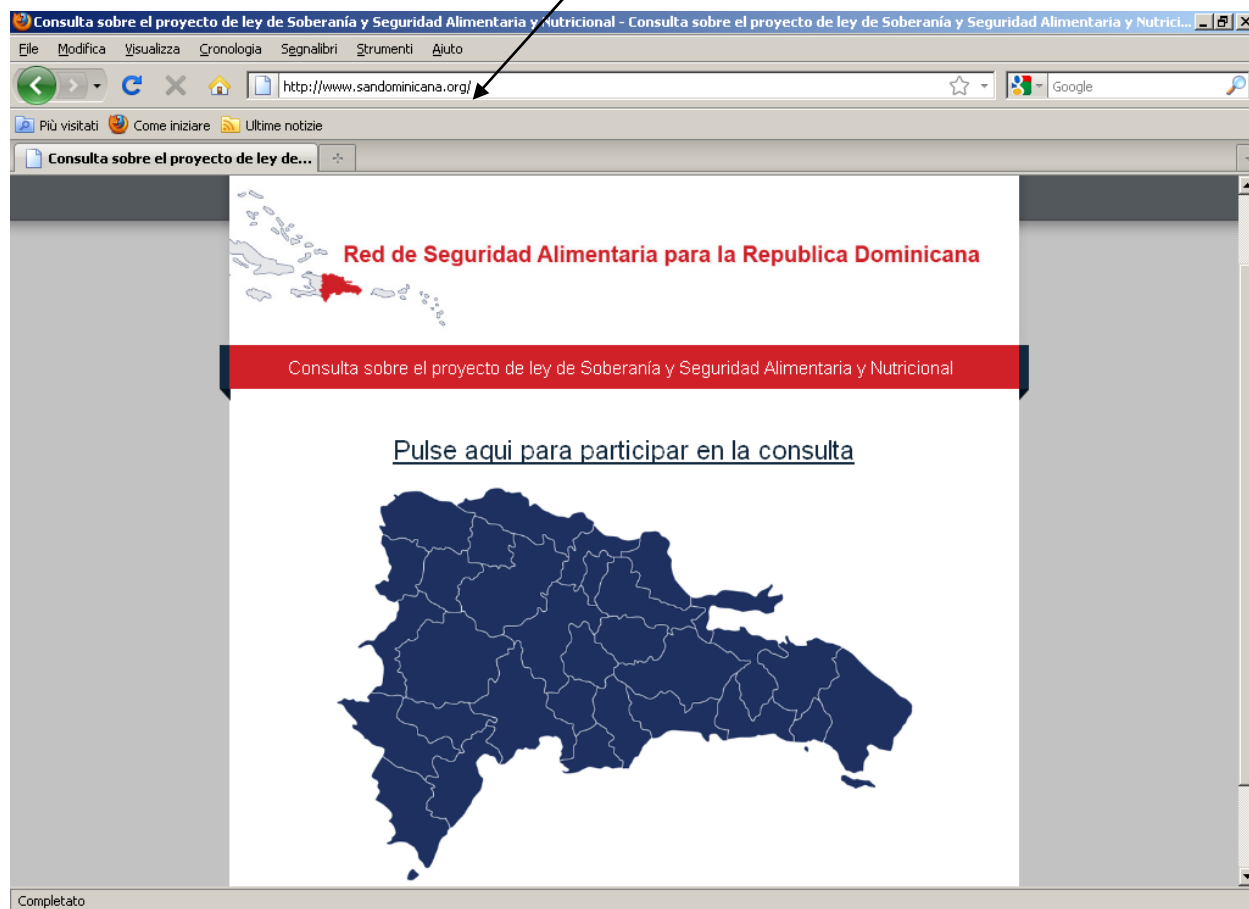 Consulta sobre el proyecto de ley de Soberanía y Seguridad Alimentaria y Nutricional - Consulta sobre el proyecto de ley de Soberanía y Seguridad Alimentaria y Nutrici...
File Modifica Visualizza Cronologia Segnalibri Strumenti Aiuto
http://www.sandominicana.org/ Google
Più visitati Come iniziare Ultime notizie
Consulta sobre el proyecto de ley de...
Red de Seguridad Alimentaria para la Republica Dominicana
Consulta sobre el proyecto de ley de Soberanía y Seguridad Alimentaria y Nutricional
Pulse aqui para participar en la consulta
Completato